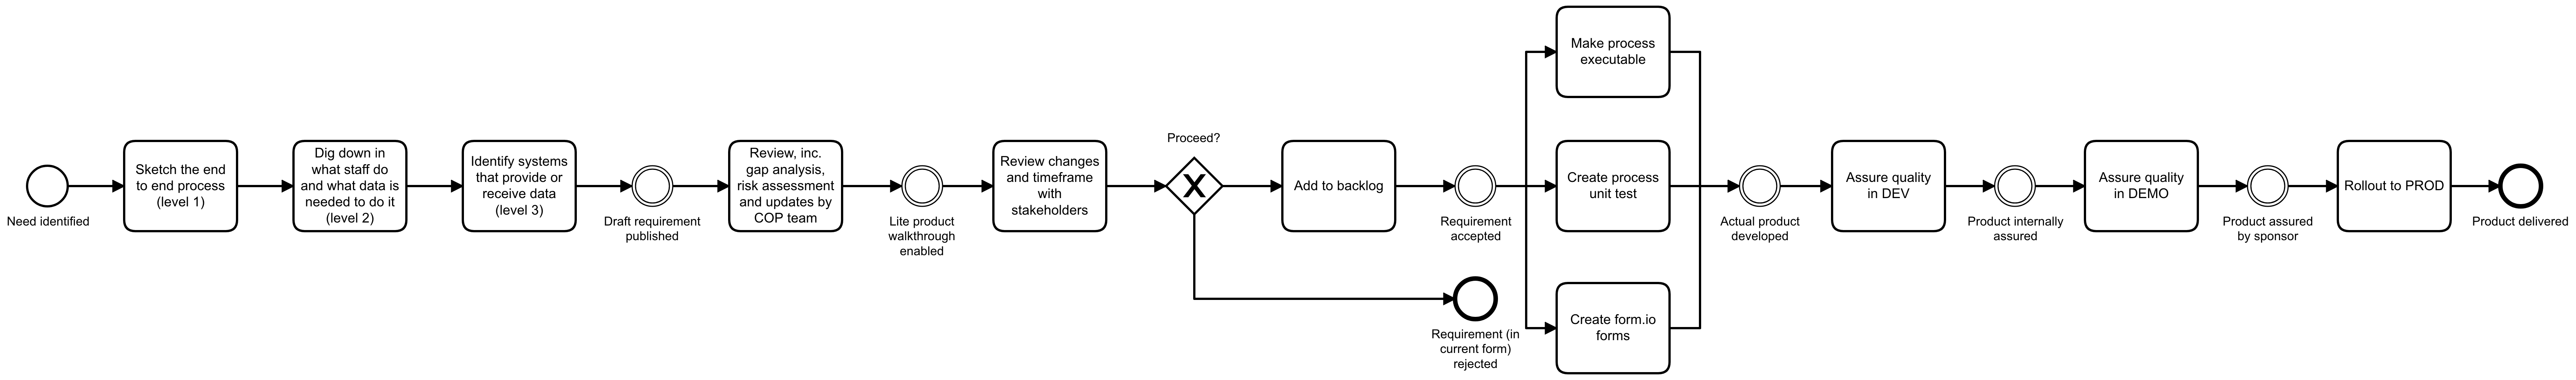 Need identified
Sketch the end
to end process
(level 1)
Dig down in
what staff do
and what data is
needed to do it
(level 2)
Identify systems
that provide or
receive data
(level 3)
Draft requirement
published
Review, inc.
gap analysis,
risk assessment
and updates by
COP team
Lite product
walkthrough
enabled
Review changes
and timeframe
with
stakeholders
Proceed?
X
Add to backlog
Requirement
accepted
Requirement (in
current form)
rejected
Make process
executable
Create process
unit test
Create form.io
forms
Actual product
developed
Assure quality
in DEV
Product internally
assured
Assure quality
in DEMO
Product assured
by sponsor
Rollout to PROD
Product delivered